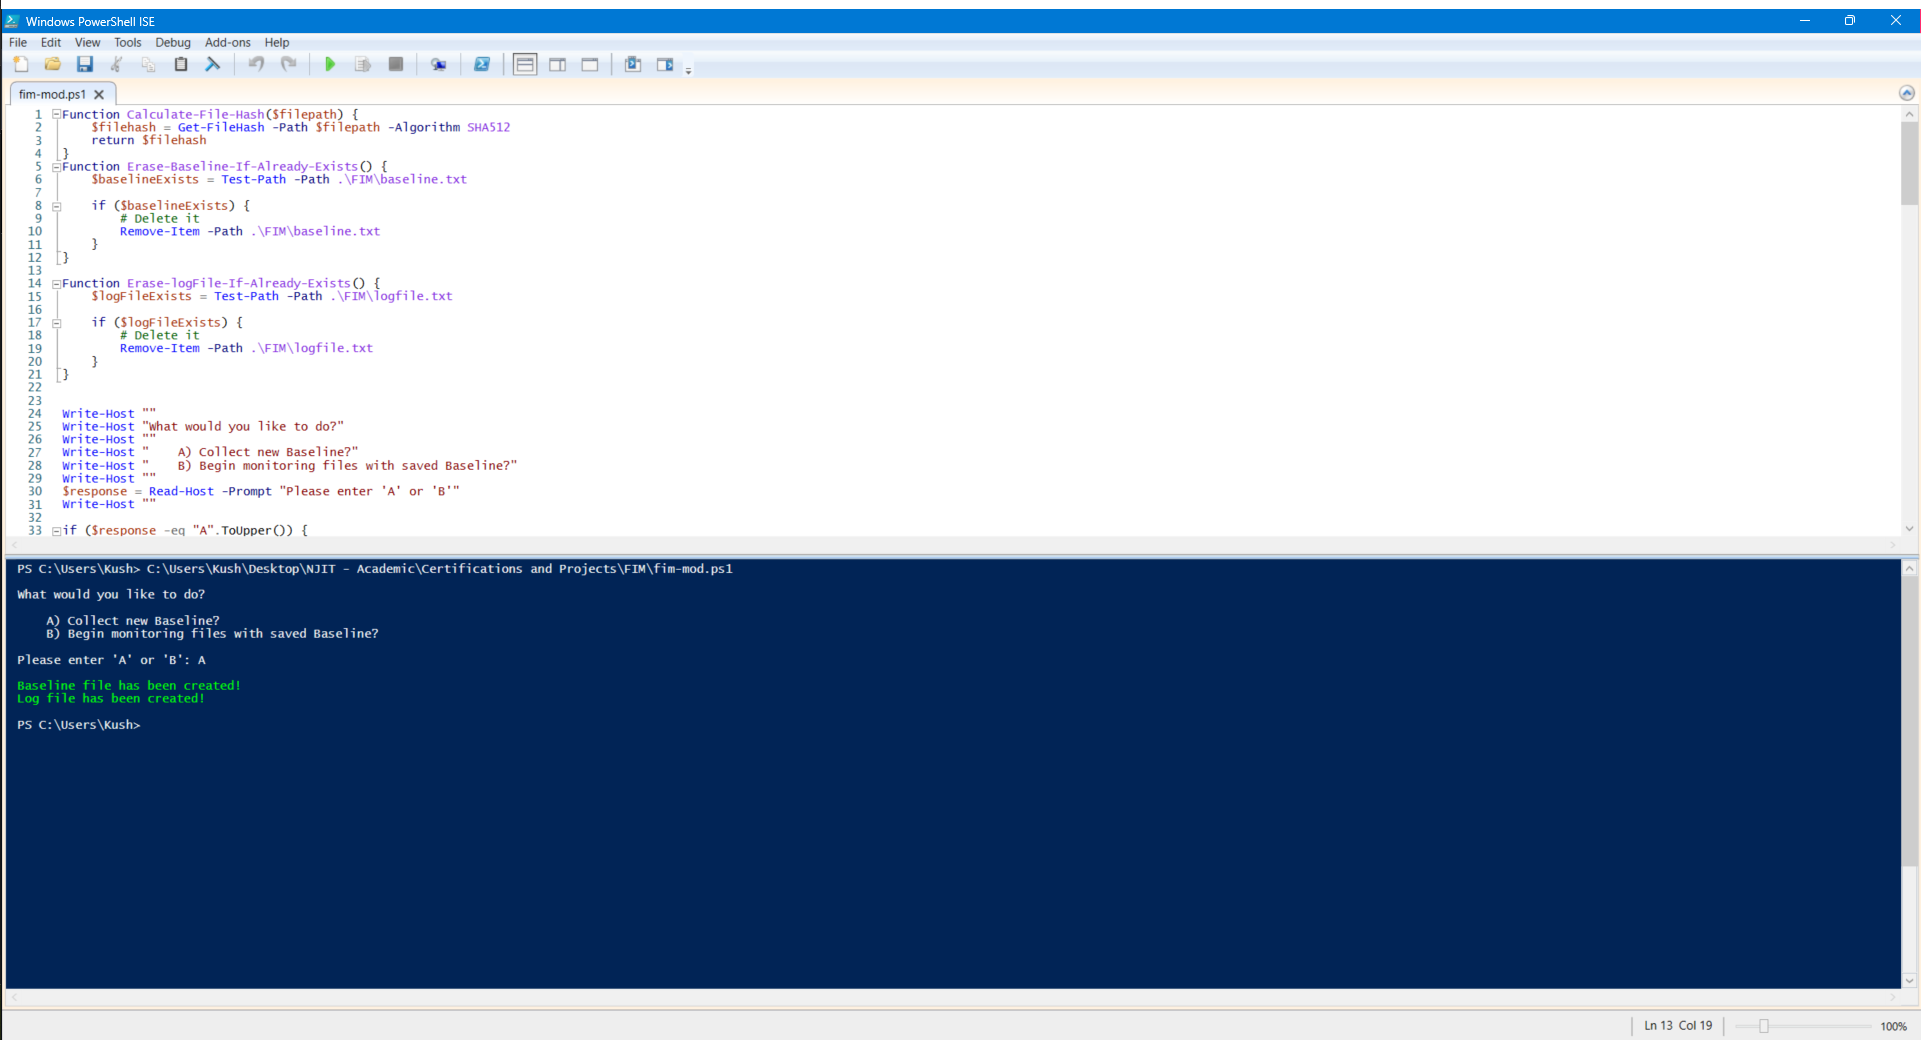 Windows PowerShell ISE
File Edit View Tools Debug Add-ons Help
fim-mod.ps1
1 Function Calculate-File-Hash($filepath) {
2     $filehash = Get-FileHash -Path $filepath -Algorithm SHA512
3     return $filehash
4 }
5 Function Erase-Baseline-If-Already-Exists() {
6     $baselineExists = Test-Path -Path .\FIM\baseline.txt
7
8     if ($baselineExists) {
9         # Delete it
10         Remove-Item -Path .\FIM\baseline.txt
11     }
12 }
13
14 Function Erase-logFile-If-Already-Exists() {
15     $logFileExists = Test-Path -Path .\FIM\logfile.txt
16
17     if ($logFileExists) {
18         # Delete it
19         Remove-Item -Path .\FIM\logfile.txt
20     }
21 }
22
23
24 Write-Host ""
25 Write-Host "What would you like to do?"
26 Write-Host ""
27 Write-Host "    A) Collect new Baseline?"
28 Write-Host "    B) Begin monitoring files with saved Baseline?"
29 Write-Host ""
30 $response = Read-Host -Prompt "Please enter 'A' or 'B'"
31 Write-Host ""
32
33 if ($response -eq "A".ToUpper()) {
PS C:\Users\Kush> C:\Users\Kush\Desktop\NJIT - Academic\Certifications and Projects\FIM\fim-mod.ps1
What would you like to do?
    A) Collect new Baseline?
    B) Begin monitoring files with saved Baseline?
Please enter 'A' or 'B': A
Baseline file has been created!
Log file has been created!
PS C:\Users\Kush>
Ln 13 Col 19
100%